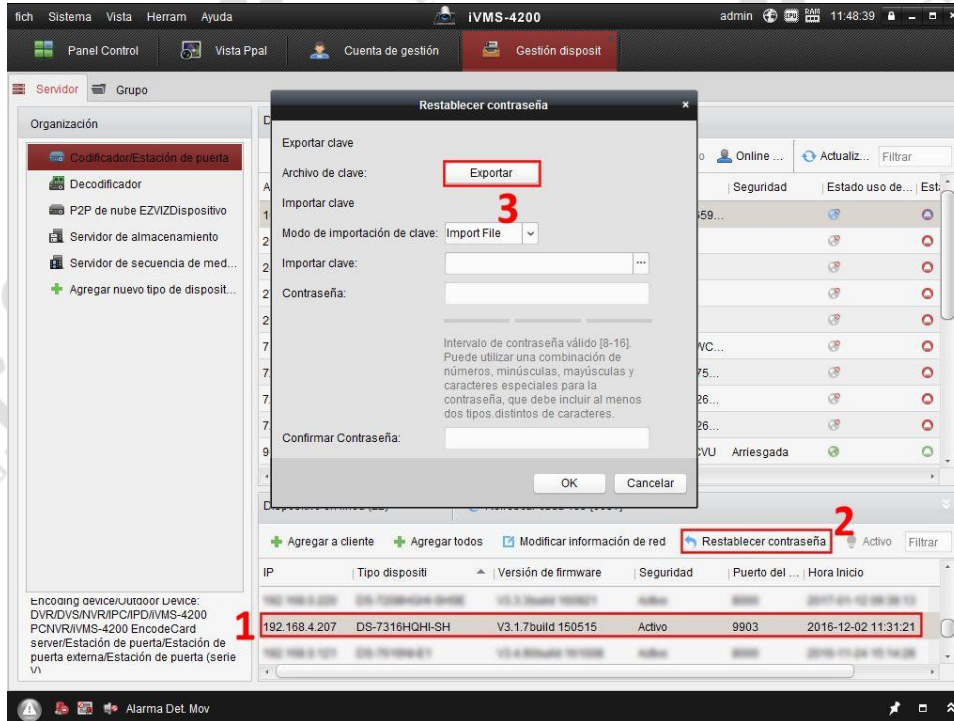 fich Sistema Vista Herram Ayuda iVMS-4200 admin 11:48:39
Panel Control Vista Ppal Cuenta de gestión Gestión disposit
Servidor Grupo
Organización
Codificador/Estación de puerta
Decodificador
P2P de nube EZVIZDispositivo
Servidor de almacenamiento
Servidor de secuencia de med...
Agregar nuevo tipo de disposit...
Encoding device/Outdoor Device:
DVR/DVS/NVR/IPC/IPD/iVMS-4200
PCNVR/iVMS-4200 EncodeCard
server/Estación de puerta/Estación de
puerta externa/Estación de puerta (serie
V)
Restablecer contraseña
Exportar clave
Archivo de clave: Exportar
3
Importar clave
Modo de importación de clave: Import File
Importar clave: ...
Contraseña:
Intervalo de contraseña válido [8-16].
Puede utilizar una combinación de
números, minúsculas, mayúsculas y
caracteres especiales para la
contraseña, que debe incluir al menos
dos tipos.distintos de caracteres.
Confirmar Contraseña:
OK Cancelar
Online ... Actualiz... Filtrar
Seguridad Estado uso de...
Arriesgada
2
Agregar a cliente Agregar todos Modificar información de red Restablecer contraseña Activo Filtrar
IP Tipo dispositi Versión de firmware Seguridad Puerto del ... Hora Inicio
1
192.168.4.207 DS-7316HQHI-SH V3.1.7build 150515 Activo 9903 2016-12-02 11:31:21
Alarma Det. Mov